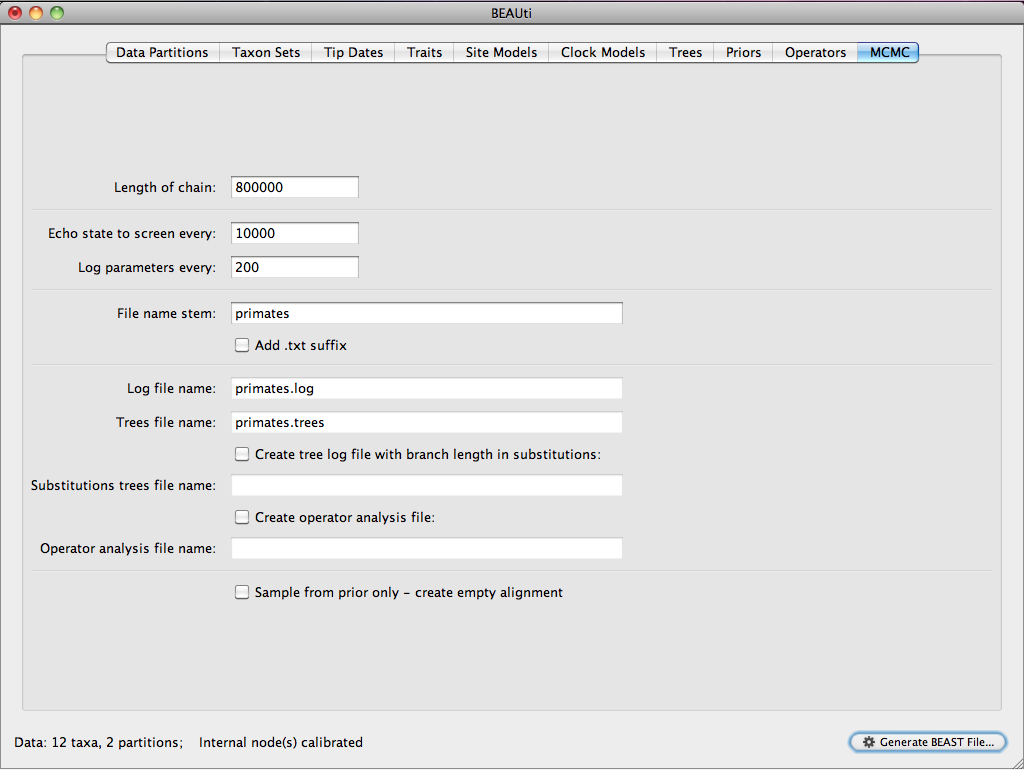 BEAUti
Data Partitions Taxon Sets Tip Dates Traits Site Models Clock Models Trees Priors Operators MCMC
Length of chain: 800000
Echo state to screen every: 10000
Log parameters every: 200
File name stem: primates
Add .txt suffix
Log file name: primates.log
Trees file name: primates.trees
Create tree log file with branch length in substitutions:
Substitutions trees file name:
Create operator analysis file:
Operator analysis file name:
Sample from prior only – create empty alignment
Data: 12 taxa, 2 partitions; Internal node(s) calibrated Generate BEAST File...